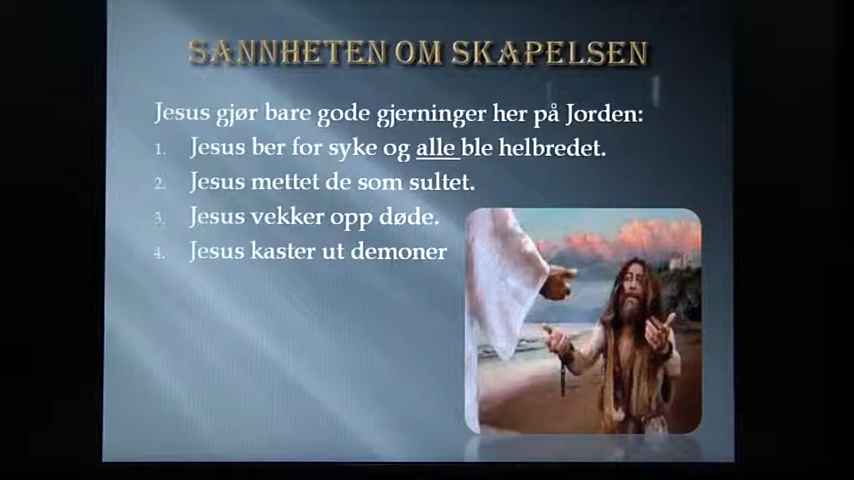 SANNHETEN OM SKAPELSEN
Jesus gjør bare gode gjerninger her på Jorden:
1. Jesus ber for syke og alle ble helbredet.
2. Jesus mettet de som sultet.
3. Jesus vekker opp døde.
4. Jesus kaster ut demoner